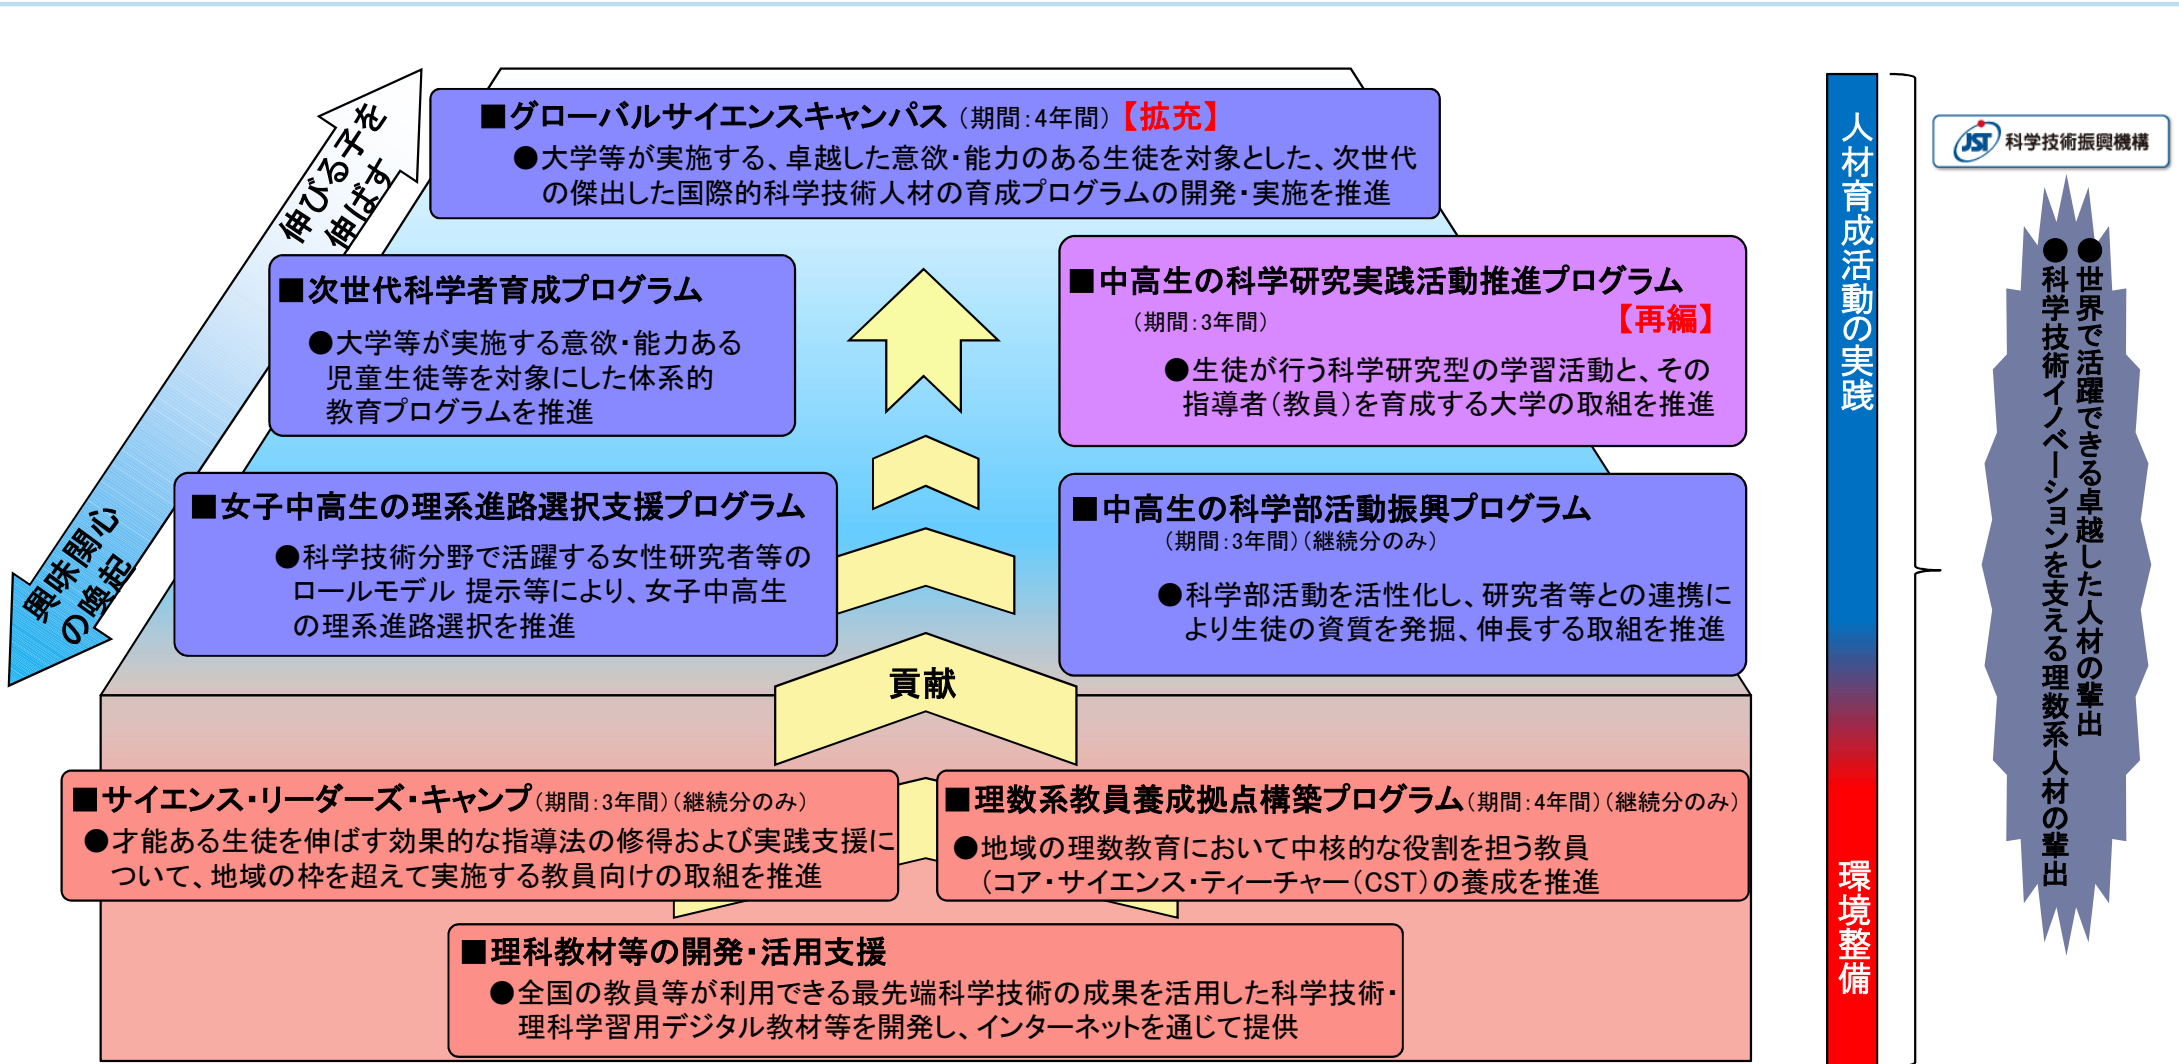 ■グローバルサイエンスキャンパス（期間：4年間）【拡充】
●大学等が実施する、卓越した意欲・能力のある生徒を対象とした、次世代
の傑出した国際的科学技術人材の育成プログラムの開発・実施を推進
伸びる子を
伸ばす
■次世代科学者育成プログラム
●大学等が実施する意欲・能力ある
児童生徒等を対象にした体系的
教育プログラムを推進
■中高生の科学研究実践活動推進プログラム
（期間：3年間）
【再編】
●生徒が行う科学研究型の学習活動と、その
指導者（教員）を育成する大学の取組を推進
興味関心
の喚起
■女子中高生の理系進路選択支援プログラム
●科学技術分野で活躍する女性研究者等の
ロールモデル 提示等により、女子中高生
の理系進路選択を推進
■中高生の科学部活動振興プログラム
（期間：3年間）（継続分のみ）
●科学部活動を活性化し、研究者等との連携に
より生徒の資質を発掘、伸長する取組を推進
貢献
■サイエンス・リーダーズ・キャンプ（期間：3年間）（継続分のみ）
●才能ある生徒を伸ばす効果的な指導法の修得および実践支援に
ついて、地域の枠を超えて実施する教員向けの取組を推進
■理数系教員養成拠点構築プログラム（期間：4年間）（継続分のみ）
●地域の理数教育において中核的な役割を担う教員
（コア・サイエンス・ティーチャー（CST）の養成を推進
■理科教材等の開発・活用支援
●全国の教員等が利用できる最先端科学技術の成果を活用した科学技術・
理科学習用デジタル教材等を開発し、インターネットを通じて提供
人材育成活動の実践
環境整備
JST 科学技術振興機構
●世界で活躍できる卓越した人材の輩出
●科学技術イノベーションを支える理数系人材の輩出